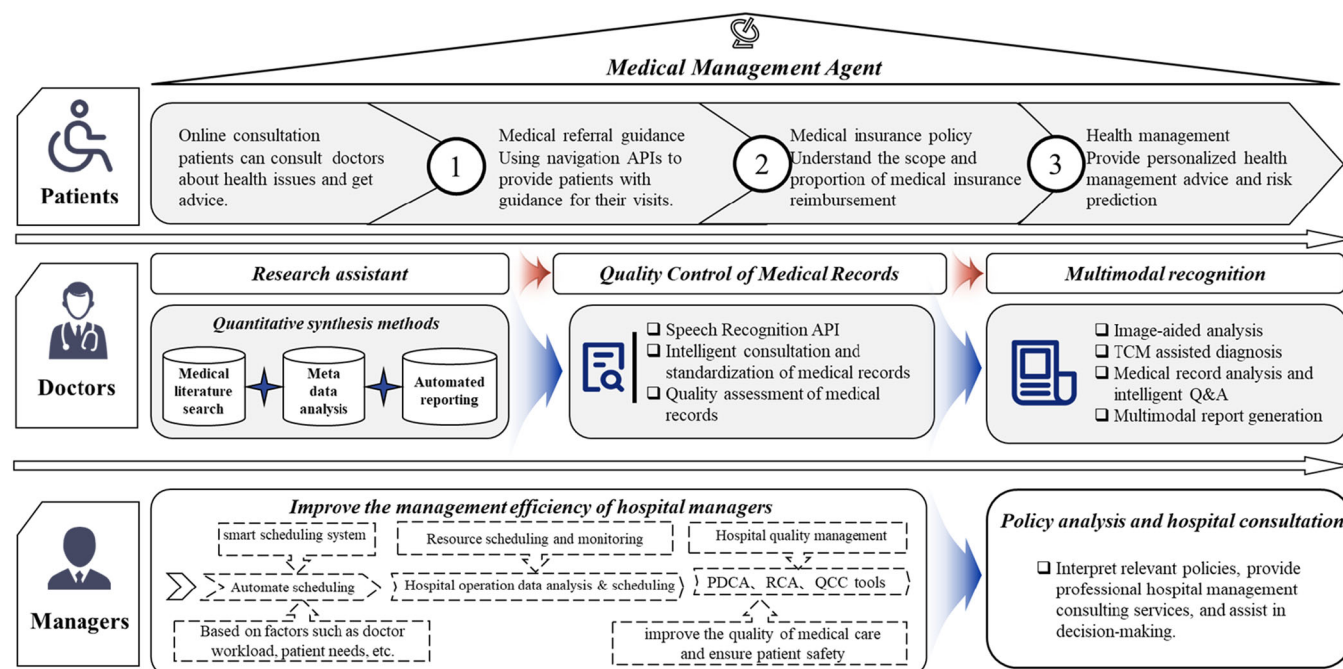 Medical Management Agent
Patients
Online consultation
patients can consult doctors
about health issues and get
advice.
1
Medical referral guidance
Using navigation APIs to
provide patients with
guidance for their visits.
2
Medical insurance policy
Understand the scope and
proportion of medical insurance
reimbursement
3
Health management
Provide personalized health
management advice and risk
prediction
Doctors
Research assistant
Quantitative synthesis methods
Medical
literature
search
Meta
data
analysis
Automated
reporting
Quality Control of Medical Records
Speech Recognition API
Intelligent consultation and
standardization of medical records
Quality assessment of medical
records
Multimodal recognition
Image-aided analysis
TCM assisted diagnosis
Medical record analysis and
intelligent Q&A
Multimodal report generation
Managers
Improve the management efficiency of hospital managers
smart scheduling system
Resource scheduling and monitoring
Hospital quality management
Automate scheduling
Hospital operation data analysis & scheduling
PDCA、RCA、QCC tools
Based on factors such as doctor
workload, patient needs, etc.
improve the quality of medical care
and ensure patient safety
Policy analysis and hospital consultation
Interpret relevant policies, provide
professional hospital management
consulting services, and assist in
decision-making.